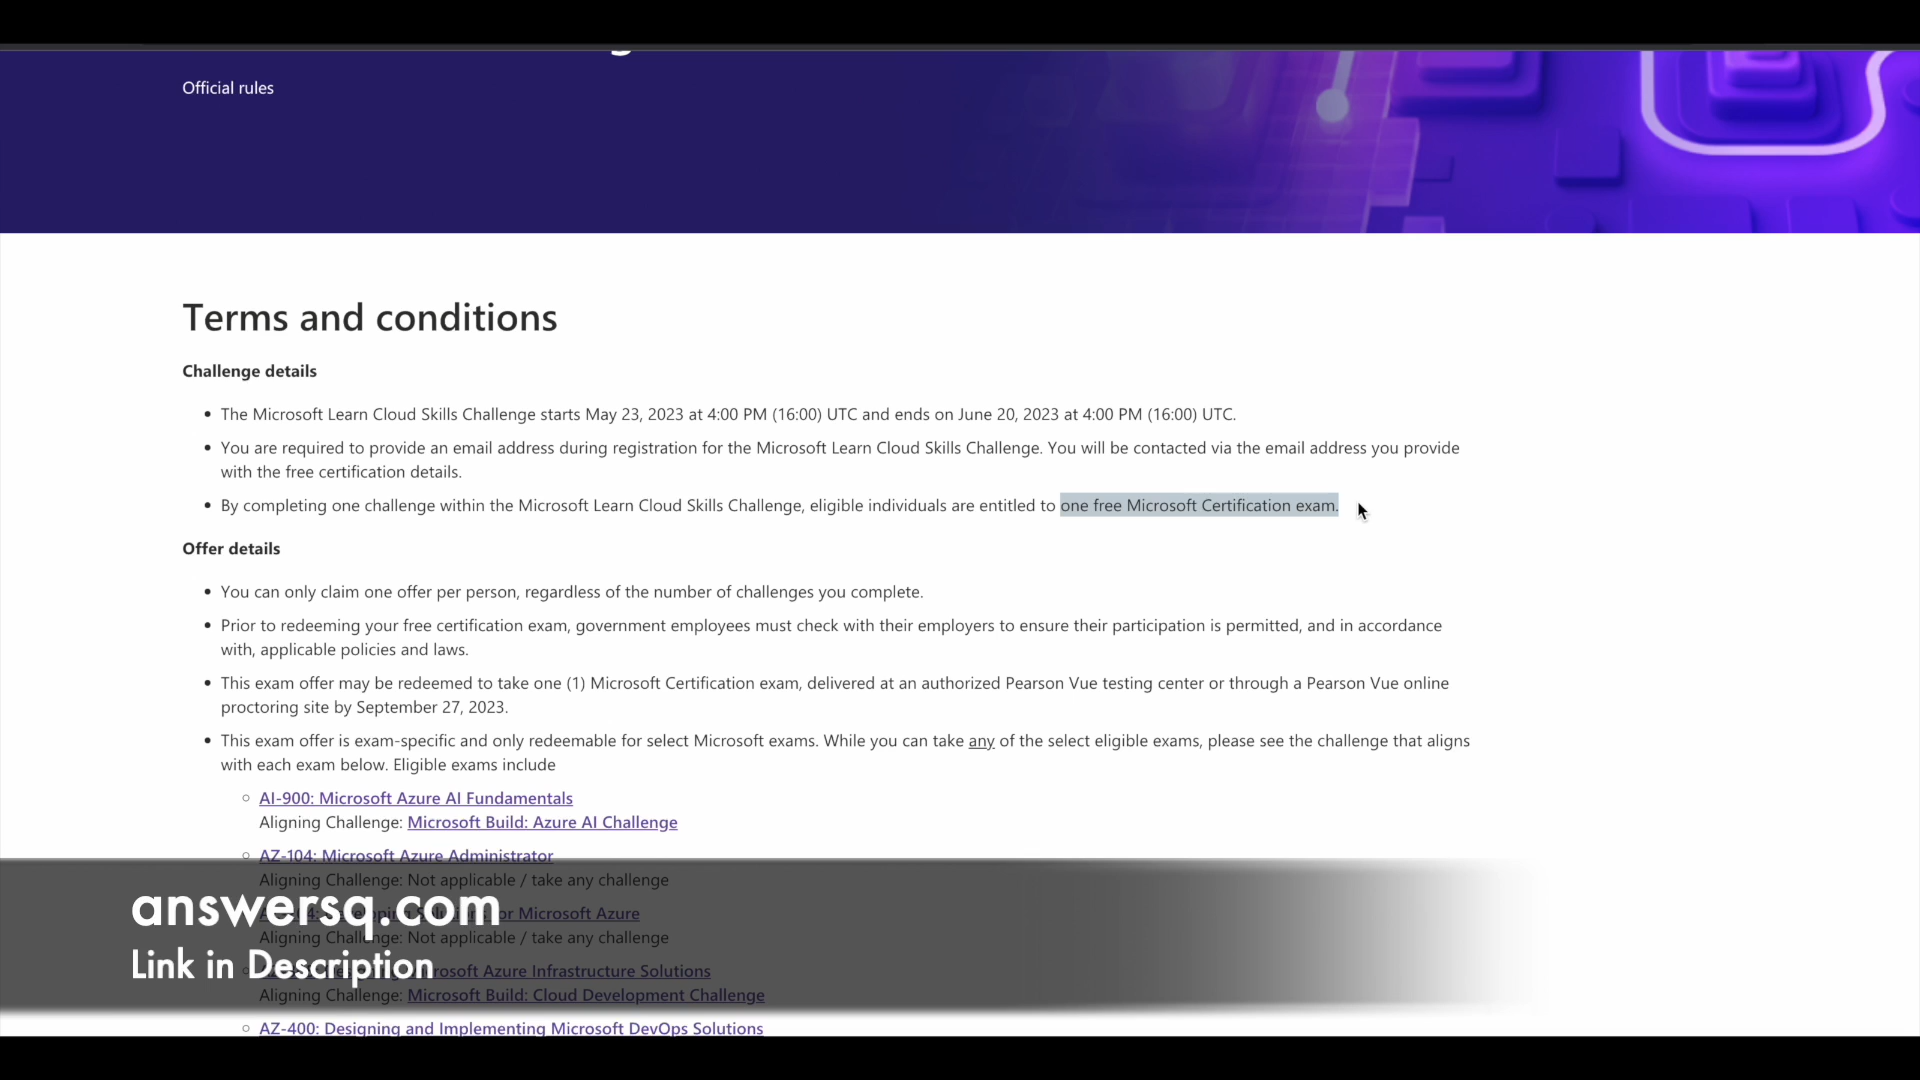 Official rules
Terms and conditions
Challenge details
• The Microsoft Learn Cloud Skills Challenge starts May 23, 2023 at 4:00 PM (16:00) UTC and ends on June 20, 2023 at 4:00 PM (16:00) UTC.
• You are required to provide an email address during registration for the Microsoft Learn Cloud Skills Challenge. You will be contacted via the email address you provide
with the free certification details.
• By completing one challenge within the Microsoft Learn Cloud Skills Challenge, eligible individuals are entitled to one free Microsoft Certification exam.
Offer details
• You can only claim one offer per person, regardless of the number of challenges you complete.
• Prior to redeeming your free certification exam, government employees must check with their employers to ensure their participation is permitted, and in accordance
with, applicable policies and laws.
• This exam offer may be redeemed to take one (1) Microsoft Certification exam, delivered at an authorized Pearson Vue testing center or through a Pearson Vue online
proctoring site by September 27, 2023.
• This exam offer is exam-specific and only redeemable for select Microsoft exams. While you can take any of the select eligible exams, please see the challenge that aligns
with each exam below. Eligible exams include
AI-900: Microsoft Azure AI Fundamentals
Aligning Challenge: Microsoft Build: Azure AI Challenge
AZ-104: Microsoft Azure Administrator
Aligning Challenge: Not applicable / take any challenge
answersq.com
for Microsoft Azure
Aligning Challenge: Not applicable / take any challenge
Link in Description
Microsoft Azure Infrastructure Solutions
Aligning Challenge: Microsoft Build: Cloud Development Challenge
AZ-400: Designing and Implementing Microsoft DevOps Solutions